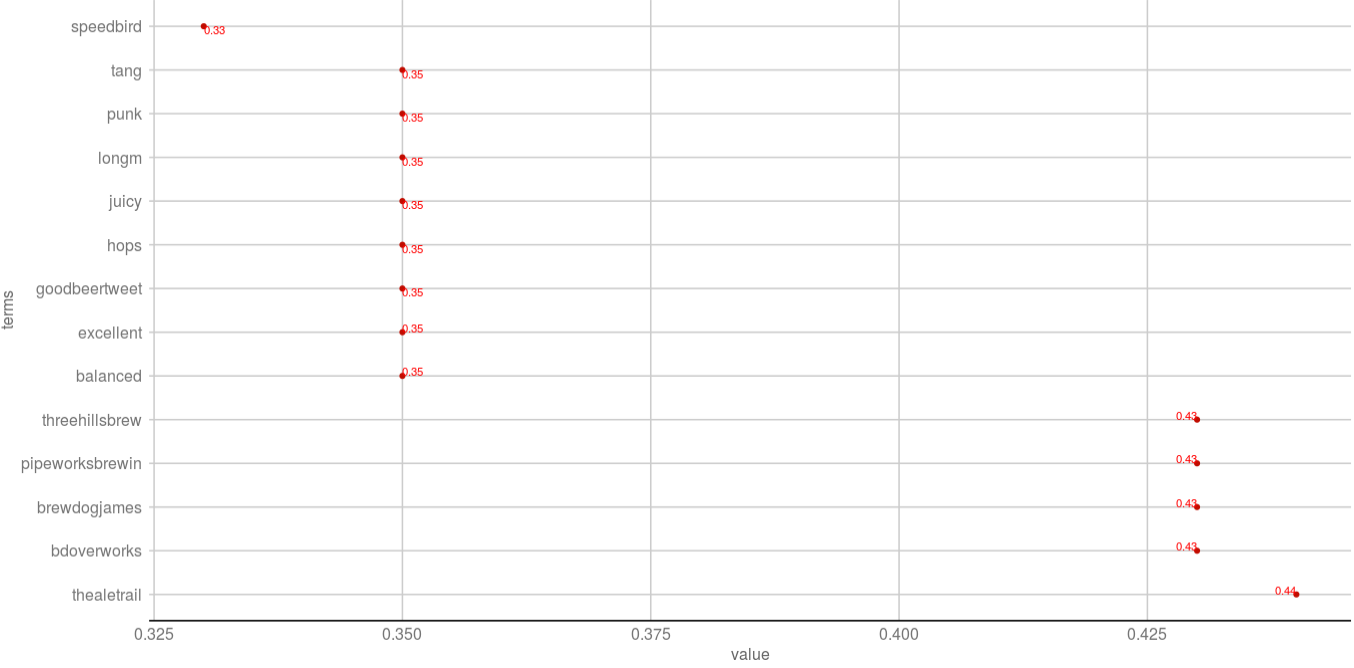 speedbird 0.33
tang 0.35
punk 0.35
longm 0.35
juicy 0.35
hops 0.35
goodbeertweet 0.35
excellent 0.35
balanced 0.35
threehillsbrew 0.43
pipeworksbrewin 0.43
brewdogjames 0.43
bdoverworks 0.43
thealetrail 0.44
terms
0.325 0.350 0.375 0.400 0.425
value